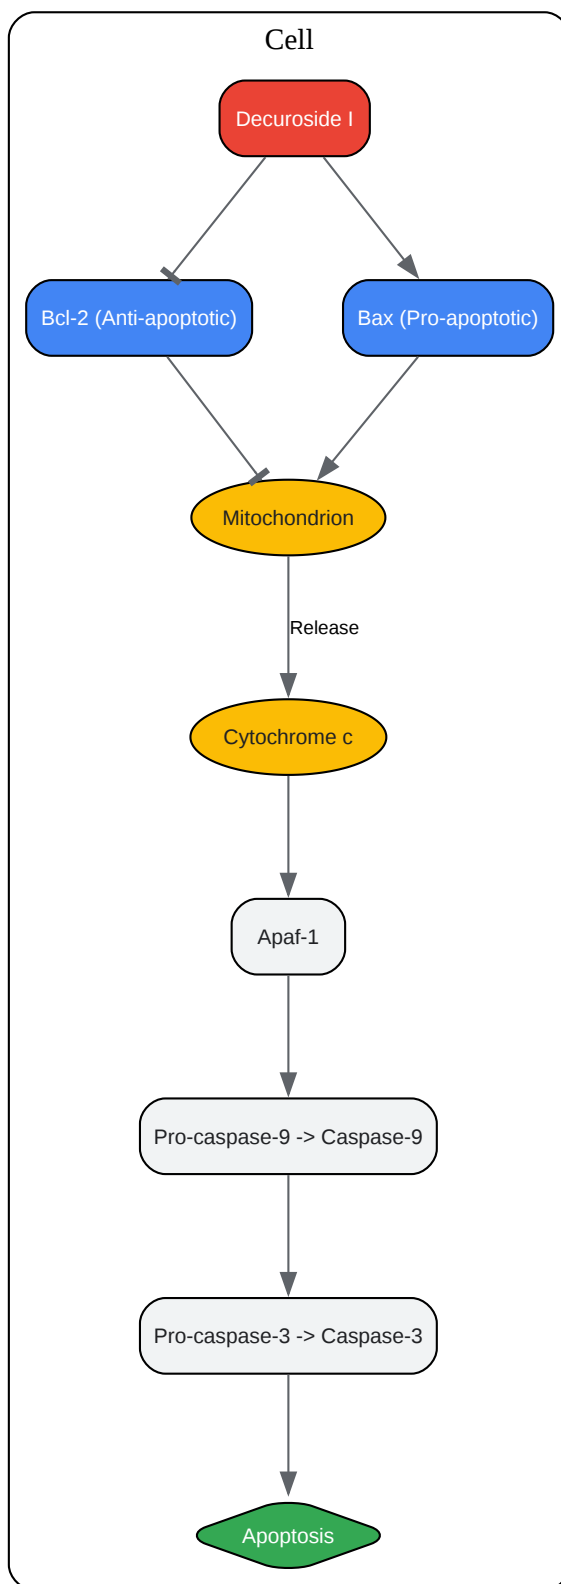 Cell
Decuroside I
Bcl-2 (Anti-apoptotic)
Bax (Pro-apoptotic)
Mitochondrion
Release
Cytochrome c
Apaf-1
Pro-caspase-9 -> Caspase-9
Pro-caspase-3 -> Caspase-3
Apoptosis